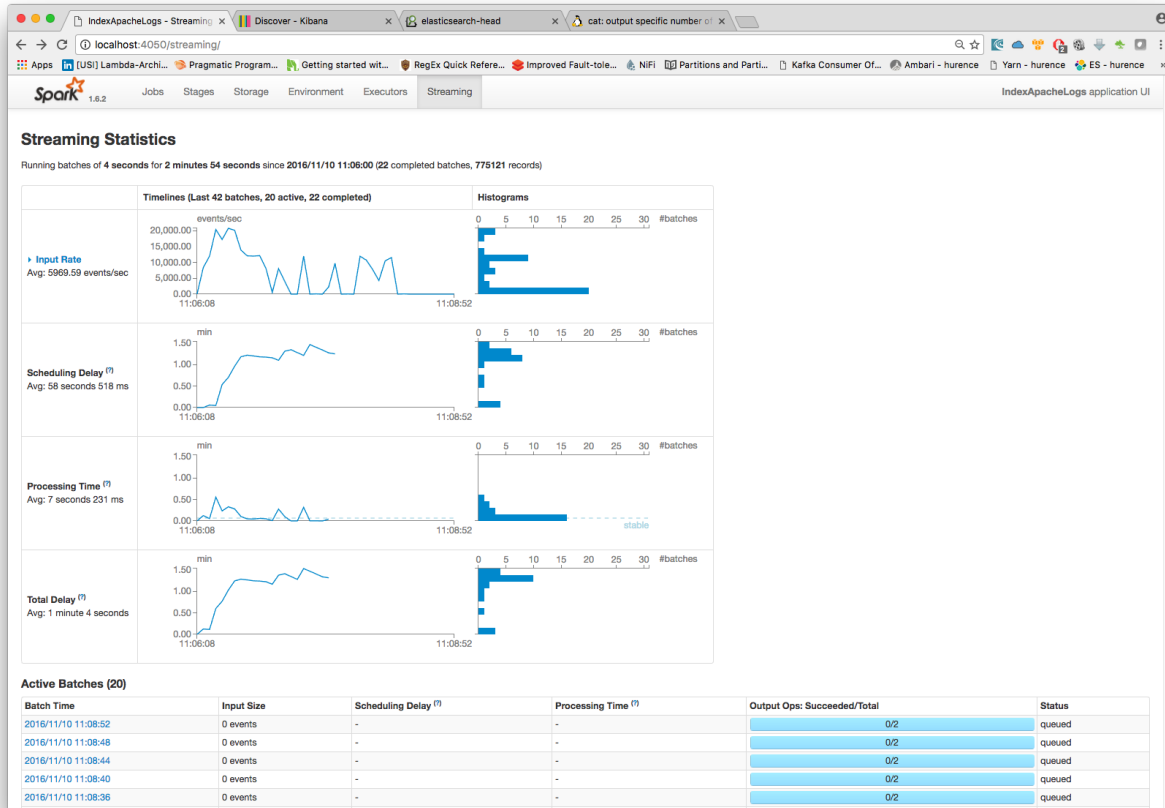 IndexApacheLogs - Streaming
Discover - Kibana
elasticsearch-head
cat: output specific number of
localhost:4050/streaming/
Apps [USI] Lambda-Archi... Pragmatic Program... Getting started wit... RegEx Quick Refere... Improved Fault-tole... NiFi Partitions and Parti... Kafka Consumer Of... Ambari - hurence Yarn - hurence ES - hurence
Spark 1.6.2 Jobs Stages Storage Environment Executors Streaming IndexApacheLogs application UI
Streaming Statistics
Running batches of 4 seconds for 2 minutes 54 seconds since 2016/11/10 11:06:00 (22 completed batches, 775121 records)
Timelines (Last 42 batches, 20 active, 22 completed) Histograms
Input Rate
Avg: 5969.59 events/sec
events/sec
20,000.00
15,000.00
10,000.00
5,000.00
0.00
11:06:08 11:08:52
0 5 10 15 20 25 30 #batches
Scheduling Delay (?)
Avg: 58 seconds 518 ms
min
1.50
1.00
0.50
0.00
11:06:08 11:08:52
0 5 10 15 20 25 30 #batches
Processing Time (?)
Avg: 7 seconds 231 ms
min
1.50
1.00
0.50
0.00
11:06:08 11:08:52
0 5 10 15 20 25 30 #batches
stable
Total Delay (?)
Avg: 1 minute 4 seconds
min
1.50
1.00
0.50
0.00
11:06:08 11:08:52
0 5 10 15 20 25 30 #batches
Active Batches (20)
Batch Time Input Size Scheduling Delay (?) Processing Time (?) Output Ops: Succeeded/Total Status
2016/11/10 11:08:52 0 events - - 0/2 queued
2016/11/10 11:08:48 0 events - - 0/2 queued
2016/11/10 11:08:44 0 events - - 0/2 queued
2016/11/10 11:08:40 0 events - - 0/2 queued
2016/11/10 11:08:36 0 events - - 0/2 queued